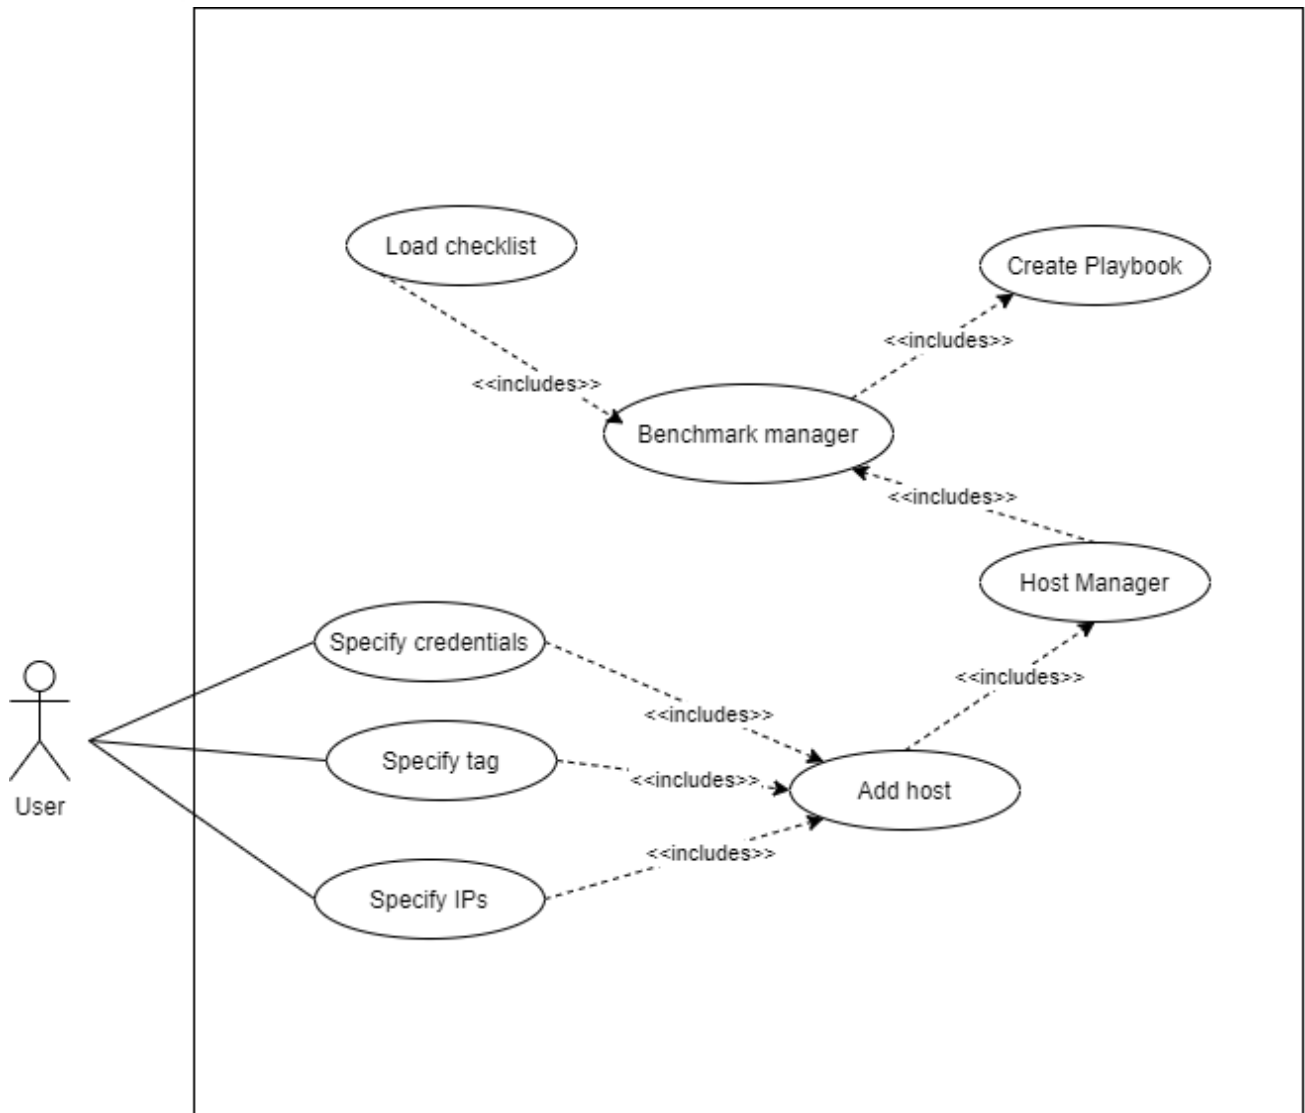 Load checklist
Create Playbook
<<includes>>
<<includes>>
Benchmark manager
<<includes>>
Host Manager
Specify credentials
<<includes>>
<<includes>>
Specify tag
<<includes>>
Add host
User
<<includes>>
Specify IPs